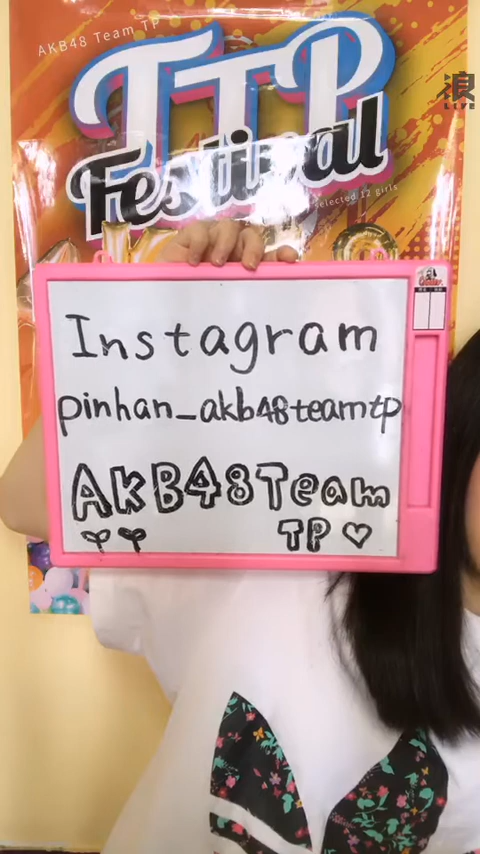 AKB48 Team TP
TTP
Festival
selected 12 girls
浪
LIVE
Instagram
pinhan_akb48teamtp
AKB48Team
TP♡